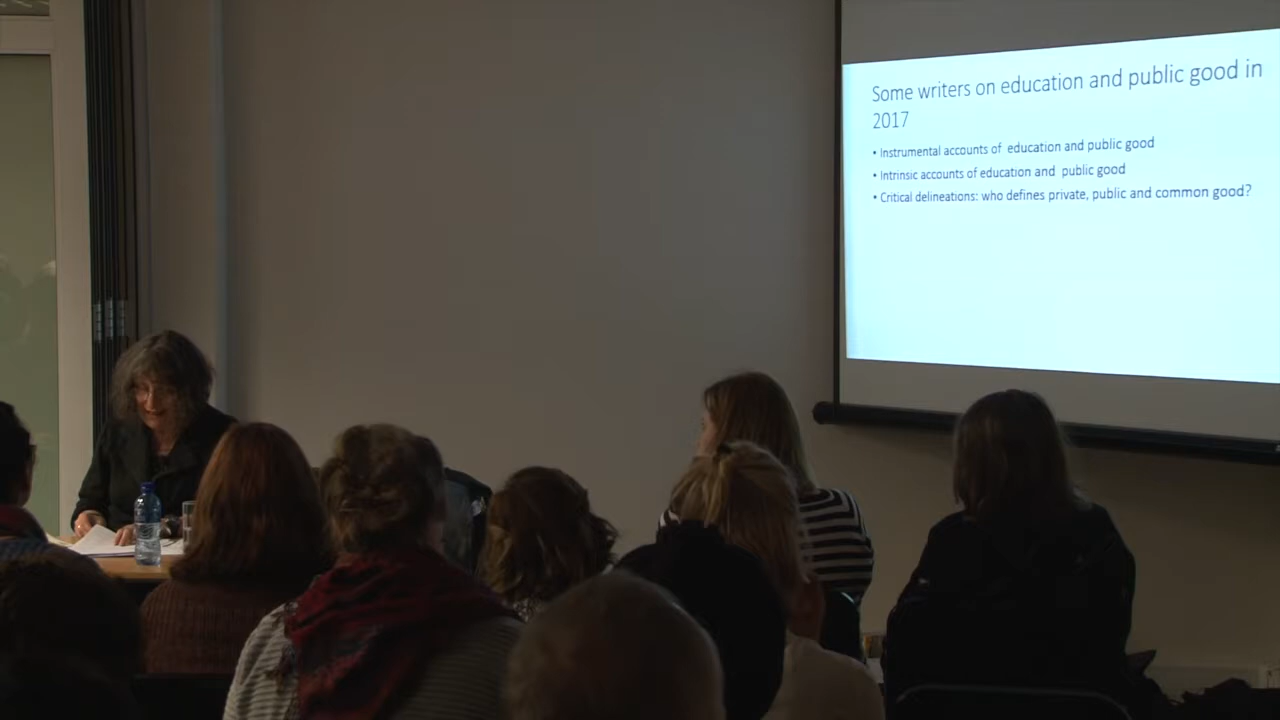 Some writers on education and public good in
2017
• Instrumental accounts of education and public good
• Intrinsic accounts of education and public good
• Critical delineations: who defines private, public and common good?